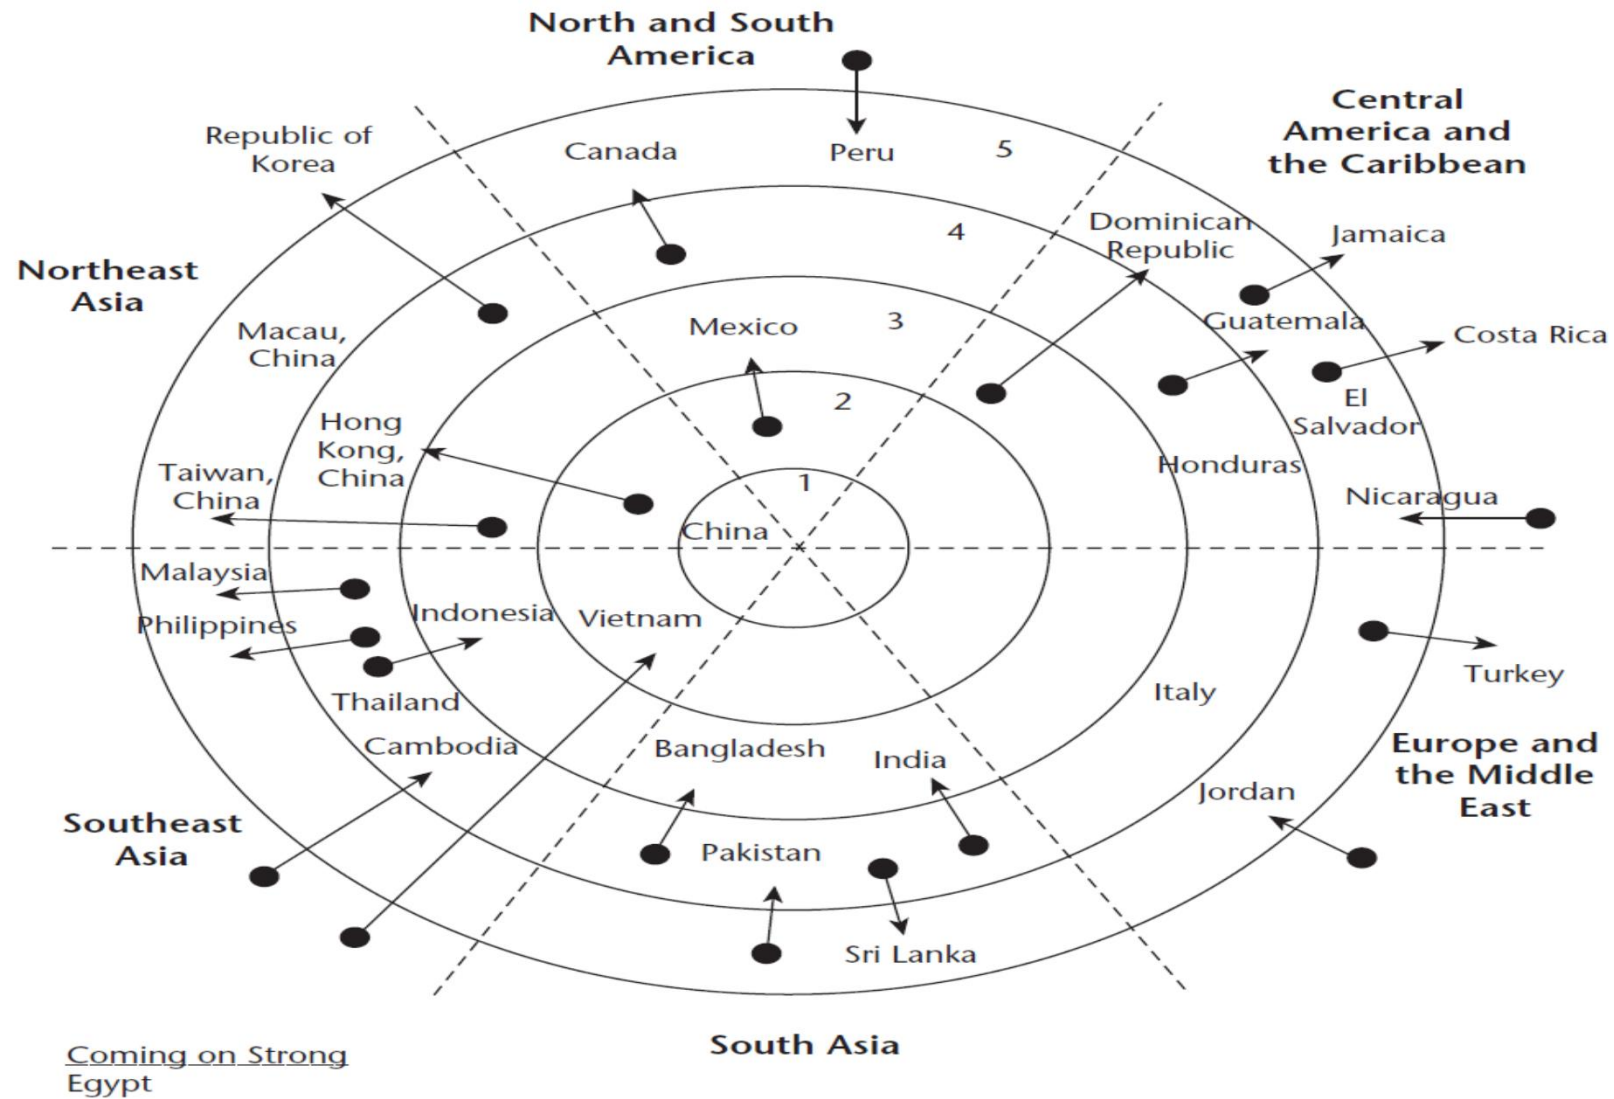 North and South
America
Republic of
Korea
Canada
Peru
5
Central
America and
the Caribbean
Northeast
Asia
4
Dominican
Republic
Jamaica
Macau,
China
Mexico
3
Guatemala
Costa Rica
2
Hong
Kong,
China
El
Salvador
Taiwan,
China
1
China
Honduras
Nicaragua
Malaysia
Philippines
Indonesia
Vietnam
Thailand
Cambodia
Italy
Turkey
Bangladesh
India
Europe and
the Middle
East
Jordan
Southeast
Asia
Pakistan
Sri Lanka
South Asia
Coming on Strong
Egypt